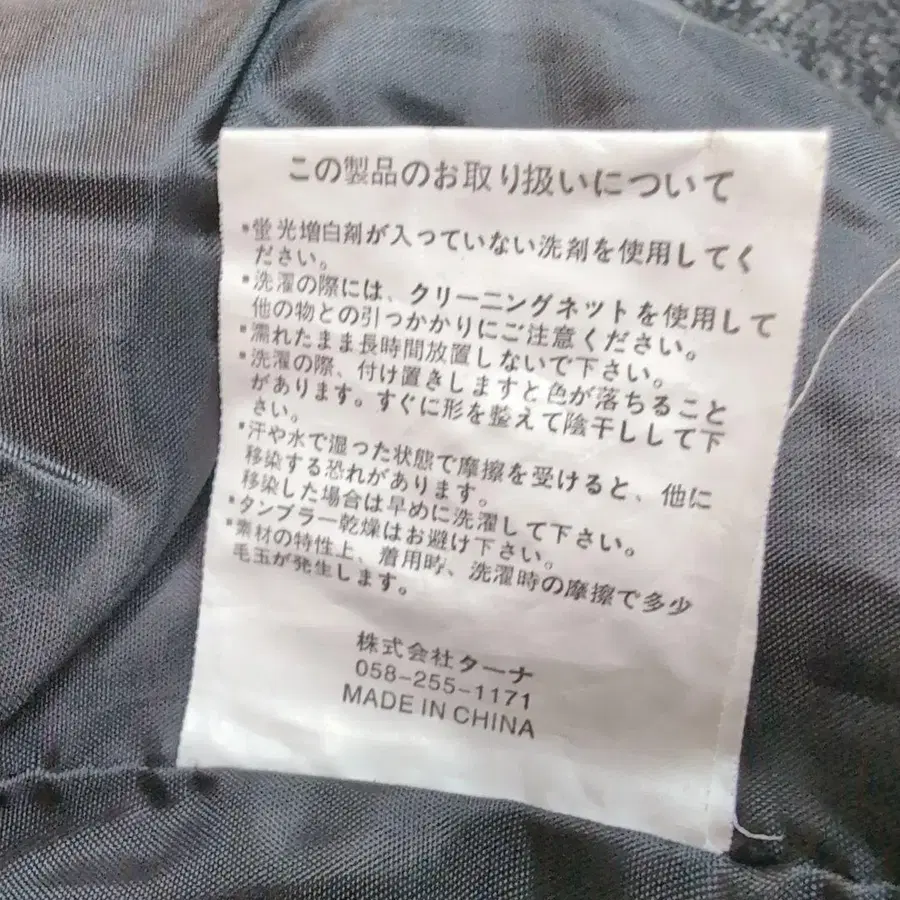 この製品のお取り扱いについて
・蛍光増白剤が入っていない洗剤を使用してく
ださい。
・洗濯の際には、クリーニングネットを使用して
他の物との引っかかりにご注意ください。
・濡れたまま長時間放置しないで下さい。
・洗濯の際、付け置きしますと色が落ちること
があります。すぐに形を整えて陰干しして下
さい。
・汗や水で湿った状態で摩擦を受けると、他に
移染する恐れがあります。
移染した場合は早めに洗濯して下さい。
・タンブラー乾燥はお避け下さい。
・素材の特性上、着用時、洗濯時の摩擦で多少
毛玉が発生します。
株式会社ターナ
058-255-1171
MADE IN CHINA